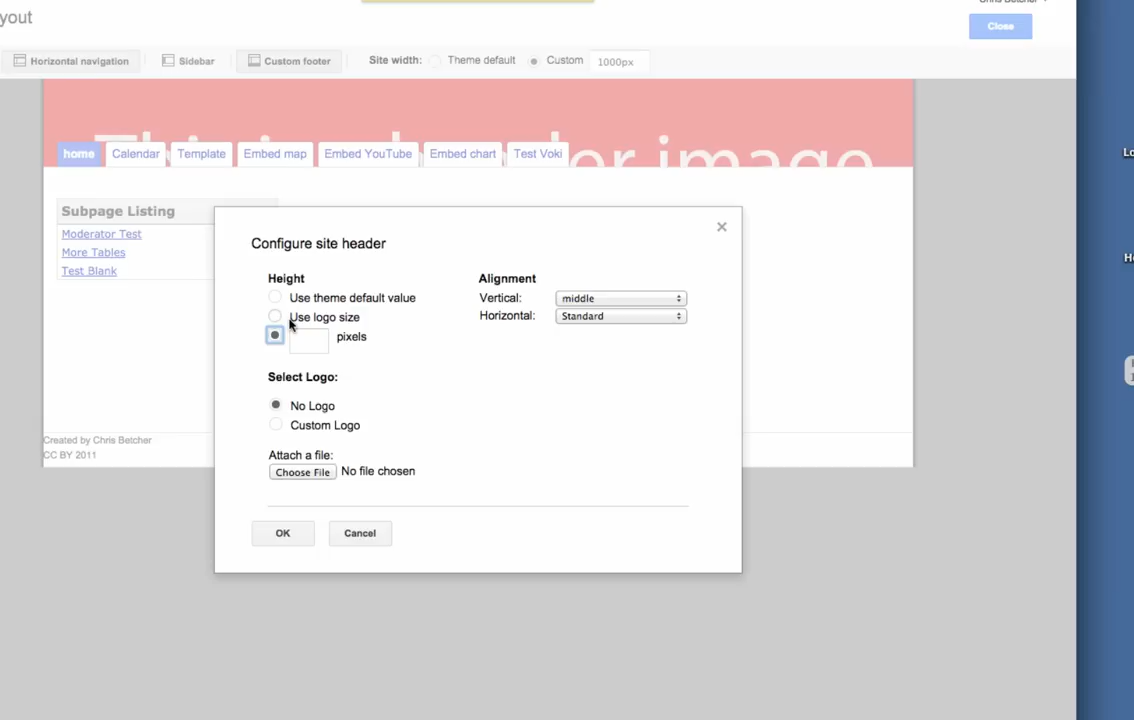 yout
Close
Horizontal navigation Sidebar Custom footer Site width: Theme default Custom 1000px
home Calendar Template Embed map Embed YouTube Embed chart Test Voki
Subpage Listing
Moderator Test
More Tables
Test Blank
Created by Chris Betcher
CC BY 2011
Configure site header
Height
Use theme default value
Use logo size
pixels
Alignment
Vertical: middle
Horizontal: Standard
Select Logo:
No Logo
Custom Logo
Attach a file:
Choose File No file chosen
OK Cancel